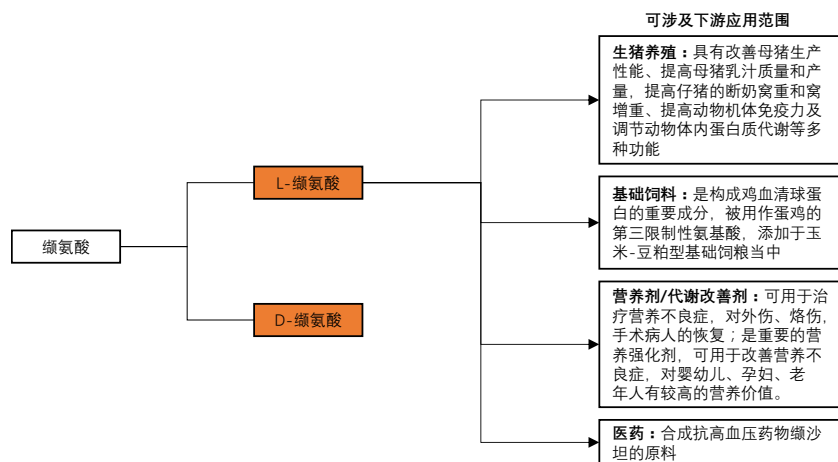 可涉及下游应用范围
生猪养殖：具有改善母猪生产
性能、提高母猪乳汁质量和产
量，提高仔猪的断奶窝重和窝
增重、提高动物机体免疫力及
调节动物体内蛋白质代谢等多
种功能
L-缬氨酸
基础饲料：是构成鸡血清球蛋
白的重要成分，被用作蛋鸡的
第三限制性氨基酸，添加于玉
米-豆粕型基础饲粮当中
缬氨酸
D-缬氨酸
营养剂/代谢改善剂：可用于治
疗营养不良症，对外伤、烙伤，
手术病人的恢复；是重要的营
养强化剂，可用于改善营养不
良症，对婴幼儿、孕妇、老
年人有较高的营养价值。
医药：合成抗高血压药物缬沙
坦的原料